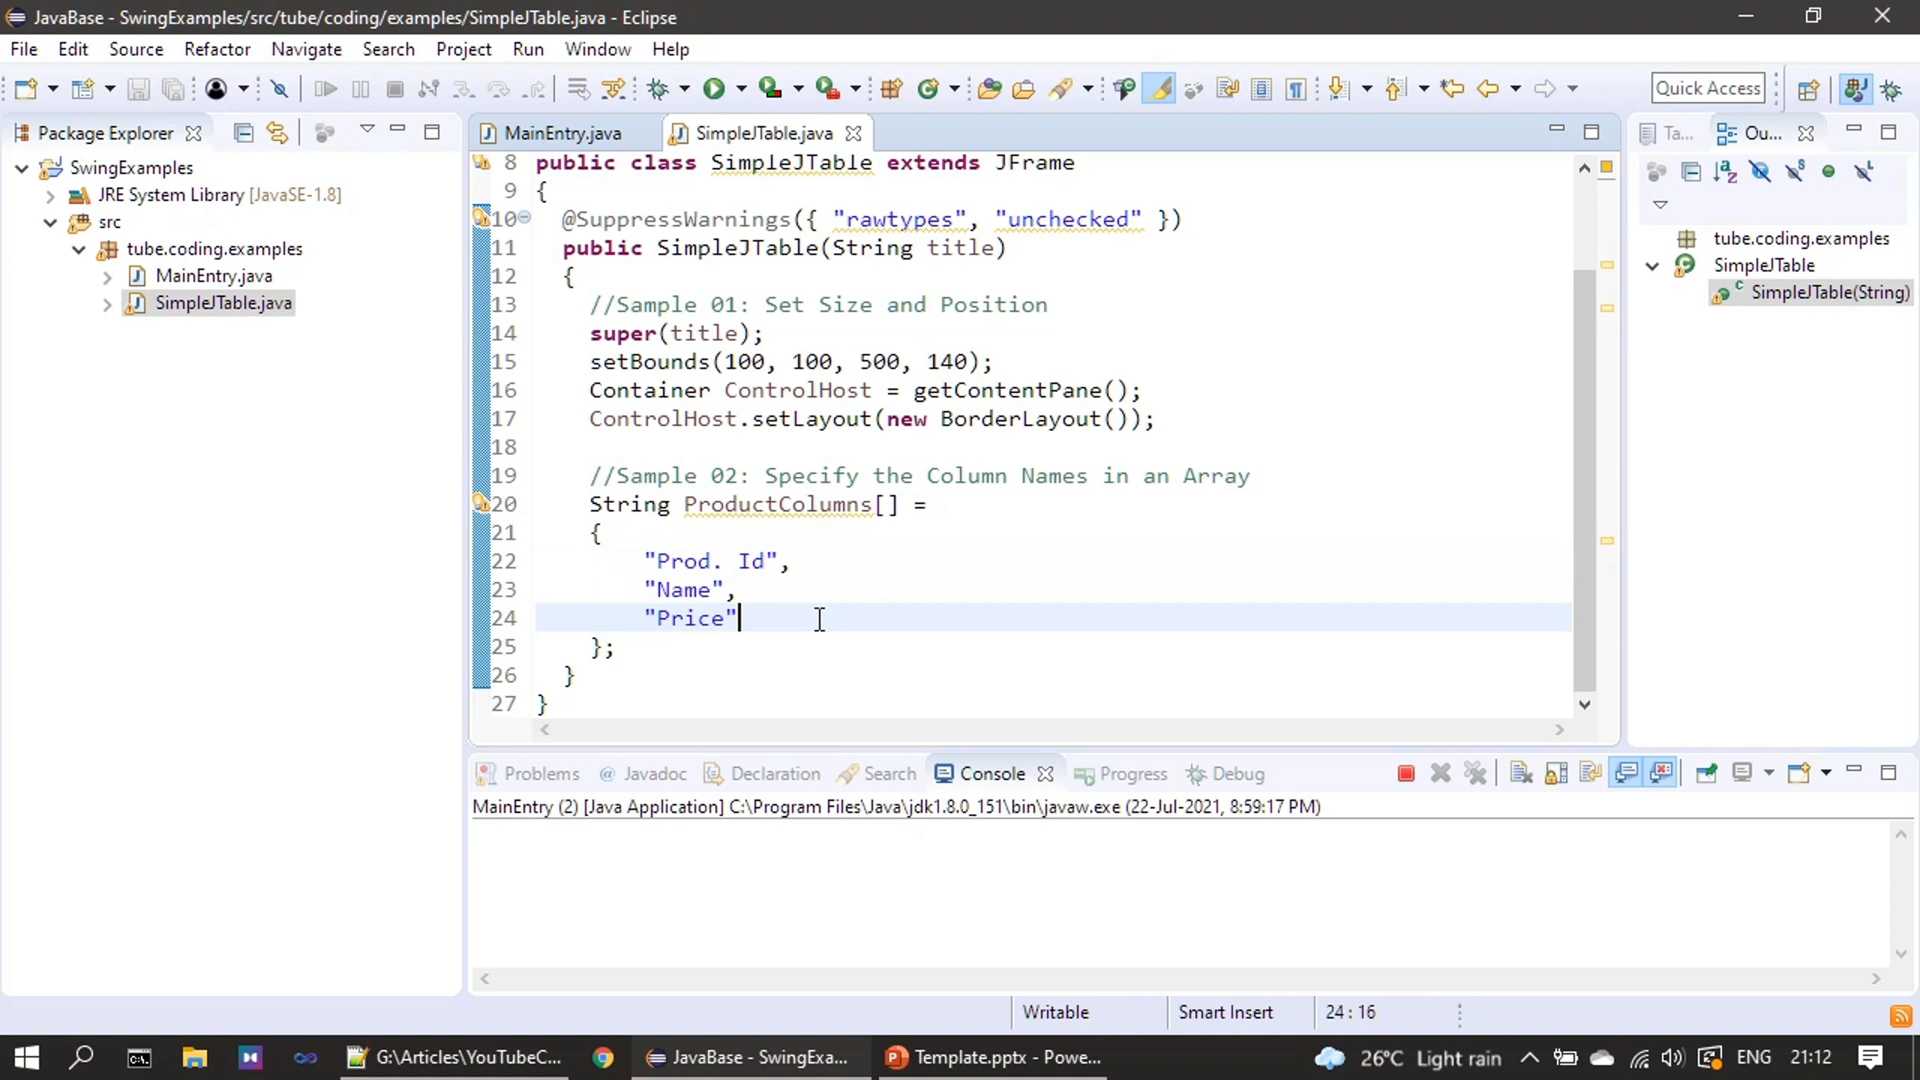 JavaBase - SwingExamples/src/tube/coding/examples/SimpleJTable.java - Eclipse
File Edit Source Refactor Navigate Search Project Run Window Help
Quick Access
Package Explorer
SwingExamples
JRE System Library [JavaSE-1.8]
src
tube.coding.examples
MainEntry.java
SimpleJTable.java
MainEntry.java
SimpleJTable.java
8 public class SimpleJTable extends JFrame
9 {
10 @SuppressWarnings({ "rawtypes", "unchecked" })
11 public SimpleJTable(String title)
12 {
13 //Sample 01: Set Size and Position
14 super(title);
15 setBounds(100, 100, 500, 140);
16 Container ControlHost = getContentPane();
17 ControlHost.setLayout(new BorderLayout());
18
19 //Sample 02: Specify the Column Names in an Array
20 String ProductColumns[] =
21 {
22 "Prod. Id",
23 "Name",
24 "Price"
25 };
26 }
27 }
Ta...
Ou...
tube.coding.examples
SimpleJTable
SimpleJTable(String)
Problems @ Javadoc Declaration Search Console Progress Debug
MainEntry (2) [Java Application] C:\Program Files\Java\jdk1.8.0_151\bin\javaw.exe (22-Jul-2021, 8:59:17 PM)
Writable Smart Insert 24 : 16
G:\Articles\YouTubeC...
JavaBase - SwingExa...
Template.pptx - Powe...
26°C Light rain
ENG 21:12